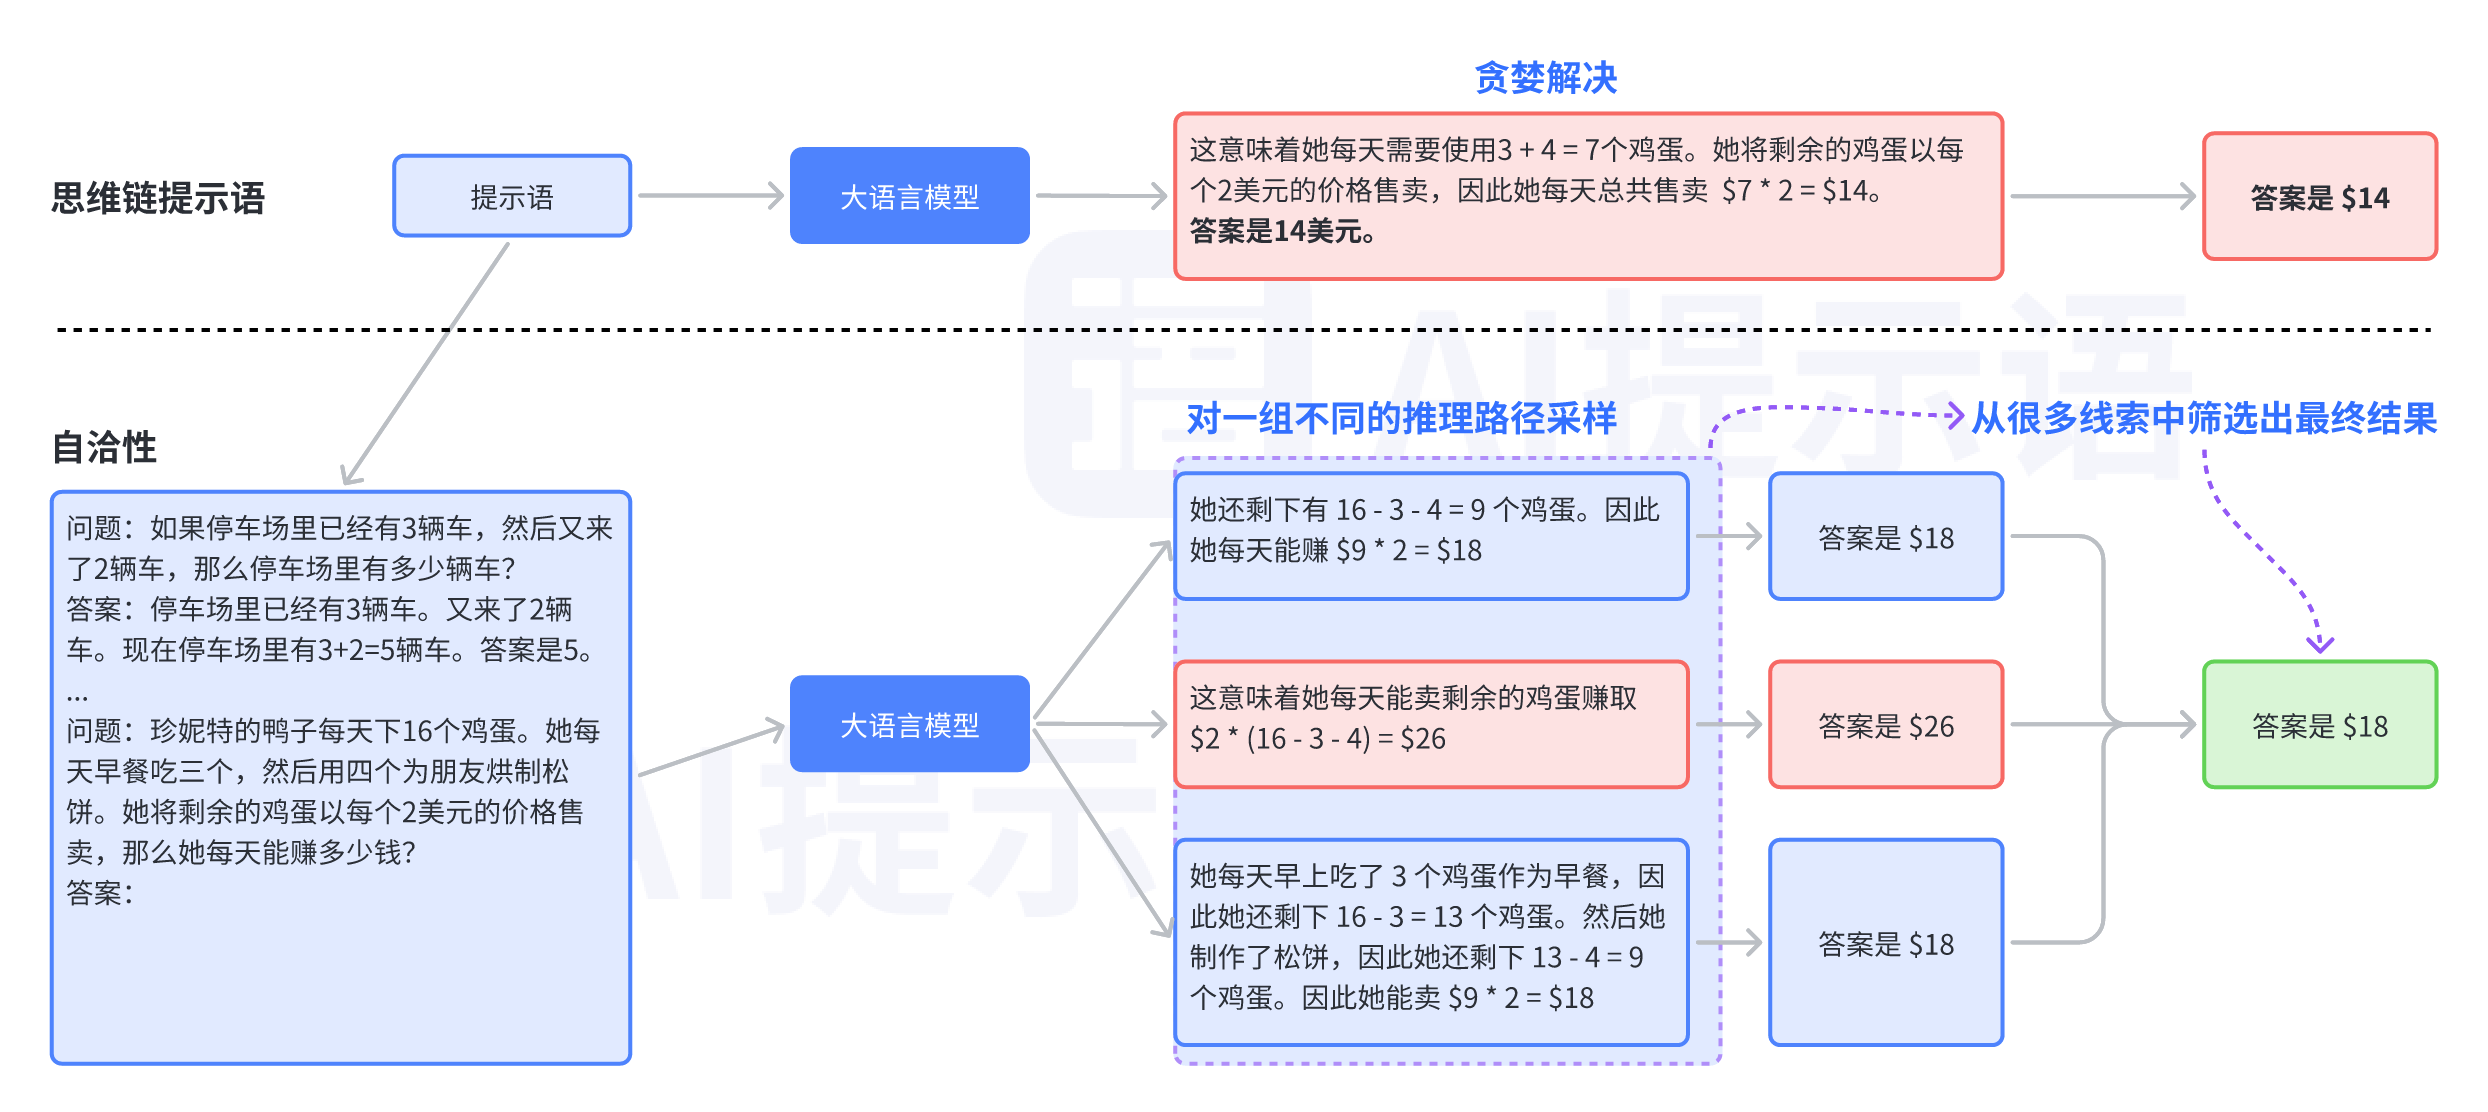 贪婪解决
思维链提示语
提示语
大语言模型
这意味着她每天需要使用3 + 4 = 7个鸡蛋。她将剩余的鸡蛋以每
个2美元的价格售卖，因此她每天总共售卖 $7 * 2 = $14。
答案是14美元。
答案是 $14
自洽性
问题：如果停车场里已经有3辆车，然后又来
了2辆车，那么停车场里有多少辆车？
答案：停车场里已经有3辆车。又来了2辆
车。现在停车场里有3+2=5辆车。答案是5。
...
问题：珍妮特的鸭子每天下16个鸡蛋。她每
天早餐吃三个，然后用四个为朋友烘制松
饼。她将剩余的鸡蛋以每个2美元的价格售
卖，那么她每天能赚多少钱？
答案：
大语言模型
对一组不同的推理路径采样
从很多线索中筛选出最终结果
她还剩下有 16 - 3 - 4 = 9 个鸡蛋。因此
她每天能赚 $9 * 2 = $18
答案是 $18
这意味着她每天能卖剩余的鸡蛋赚取
$2 * (16 - 3 - 4) = $26
答案是 $26
她每天早上吃了 3 个鸡蛋作为早餐，因
此她还剩下 16 - 3 = 13 个鸡蛋。然后她
制作了松饼，因此她还剩下 13 - 4 = 9
个鸡蛋。因此她能卖 $9 * 2 = $18
答案是 $18
答案是 $18
AI提示语
AI提示